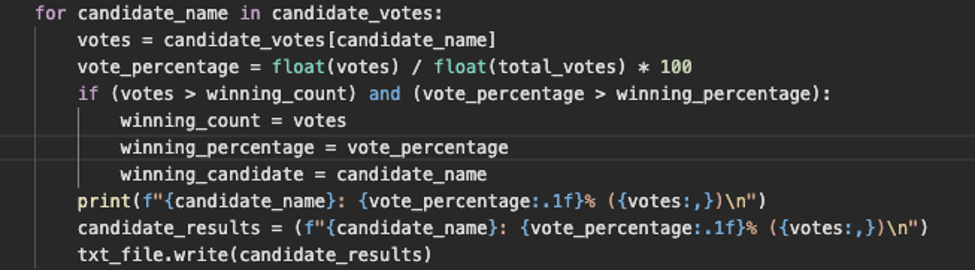 for candidate_name in candidate_votes:
    votes = candidate_votes[candidate_name]
    vote_percentage = float(votes) / float(total_votes) * 100
    if (votes > winning_count) and (vote_percentage > winning_percentage):
        winning_count = votes
        winning_percentage = vote_percentage
        winning_candidate = candidate_name
    print(f"{candidate_name}: {vote_percentage:.1f}% ({votes:,})\n")
    candidate_results = (f"{candidate_name}: {vote_percentage:.1f}% ({votes:,})\n")
    txt_file.write(candidate_results)